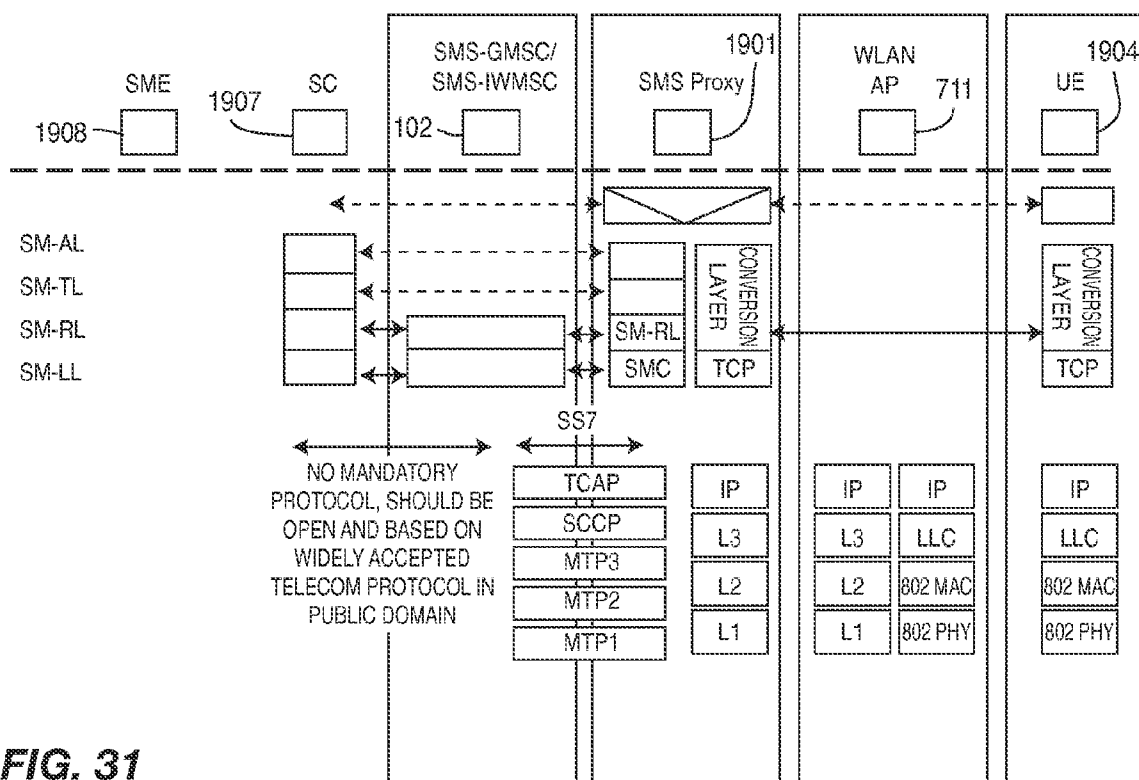 SME
1908
SC
1907
SMS-GMSC/
SMS-IWMSC
102
SMS Proxy
1901
WLAN
AP
711
UE
1904
SM-AL
SM-TL
SM-RL
SM-LL
SM-RL
SMC
CONVERSION
LAYER
TCP
CONVERSION
LAYER
TCP
SS7
NO MANDATORY
PROTOCOL, SHOULD BE
OPEN AND BASED ON
WIDELY ACCEPTED
TELECOM PROTOCOL IN
PUBLIC DOMAIN
TCAP
SCCP
MTP3
MTP2
MTP1
IP
L3
L2
L1
IP
L3
L2
L1
IP
LLC
802 MAC
802 PHY
IP
LLC
802 MAC
802 PHY
FIG. 31